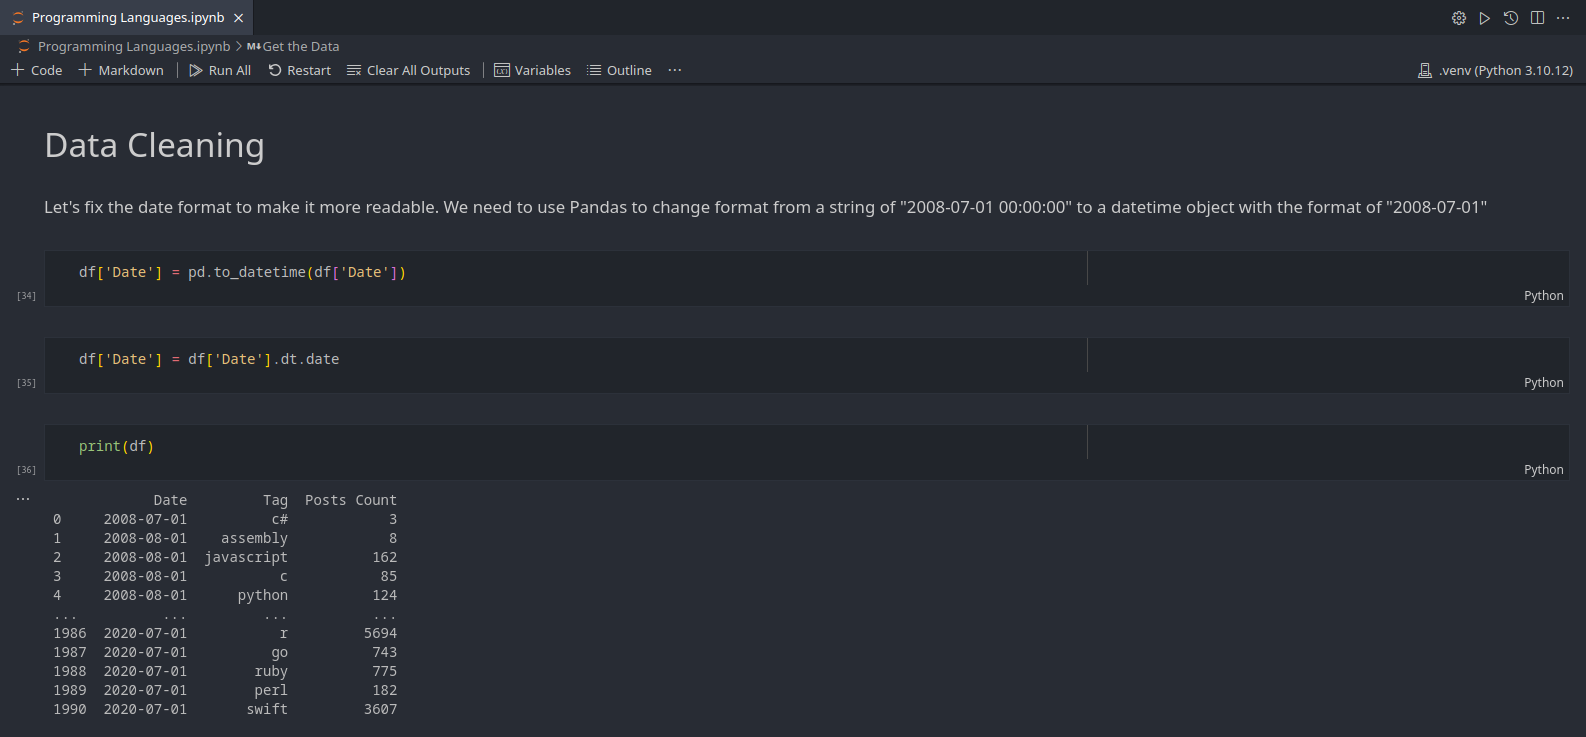 Programming Languages.ipynb
Programming Languages.ipynb > M↓ Get the Data
+ Code + Markdown | Run All Restart Clear All Outputs | Variables Outline ... .venv (Python 3.10.12)
Data Cleaning
Let's fix the date format to make it more readable. We need to use Pandas to change format from a string of "2008-07-01 00:00:00" to a datetime object with the format of "2008-07-01"
df['Date'] = pd.to_datetime(df['Date'])
[34] Python
df['Date'] = df['Date'].dt.date
[35] Python
print(df)
[36] Python
Date Tag Posts Count
0 2008-07-01 c# 3
1 2008-08-01 assembly 8
2 2008-08-01 javascript 162
3 2008-08-01 c 85
4 2008-08-01 python 124
... ... ... ...
1986 2020-07-01 r 5694
1987 2020-07-01 go 743
1988 2020-07-01 ruby 775
1989 2020-07-01 perl 182
1990 2020-07-01 swift 3607